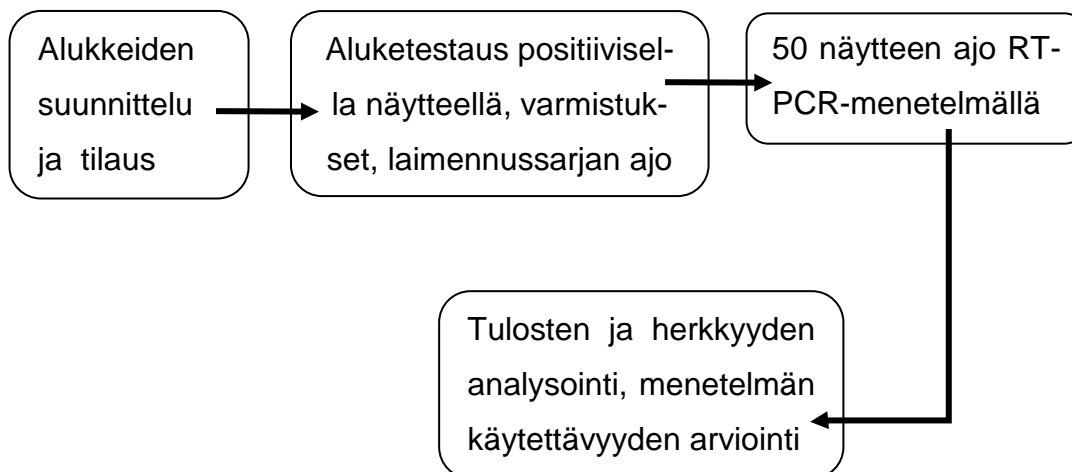 Alukkeiden
suunnittelu
ja tilaus
Aluketestaus positiivisel-
la näytteellä, varmistuk-
set, laimennussarjan ajo
50 näytteen ajo RT-
PCR-menetelmällä
Tulosten ja herkkyyden
analysointi, menetelmän
käytettävyyden arviointi